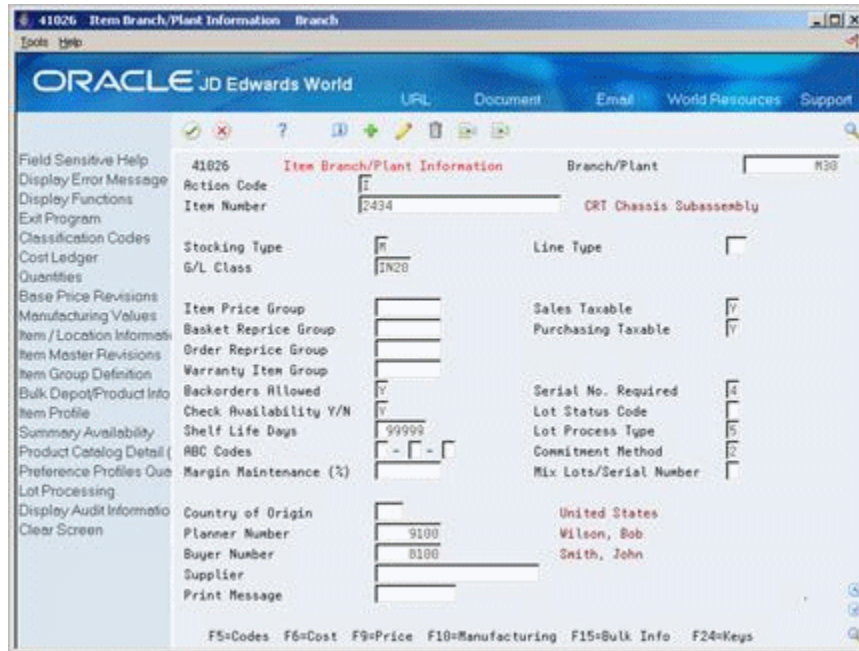 41026 Item Branch/Plant Information Branch
Tools Help
ORACLE JD Edwards World
URL Document Email World Resources Support
Field Sensitive Help
Display Error Message
Display Functions
Exit Program
Classification Codes
Cost Ledger
Quantities
Base Price Revisions
Manufacturing Values
Item / Location Informati
Item Master Revisions
Item Group Definition
Bulk Depot/Product Info
Item Profile
Summary Availability
Product Catalog Detail (
Preference Profiles Que
Lot Processing
Display Audit Informatio
Clear Screen
41026 Item Branch/Plant Information Branch/Plant M30
Action Code I
Item Number 2434 CRT Chassis Subassembly
Stocking Type M Line Type
G/L Class IN20
Item Price Group Sales Taxable Y
Basket Reprice Group Purchasing Taxable Y
Order Reprice Group
Warranty Item Group
Backorders Allowed Y Serial No. Required 4
Check Availability Y/N Y Lot Status Code
Shelf Life Days 99999 Lot Process Type 5
ABC Codes - - Commitment Method 2
Margin Maintenance (%) Mix Lots/Serial Number
Country of Origin United States
Planner Number 9100 Wilson, Bob
Buyer Number 8100 Smith, John
Supplier
Print Message
F5=Codes F6=Cost F9=Price F10=Manufacturing F15=Bulk Info F24=Keys